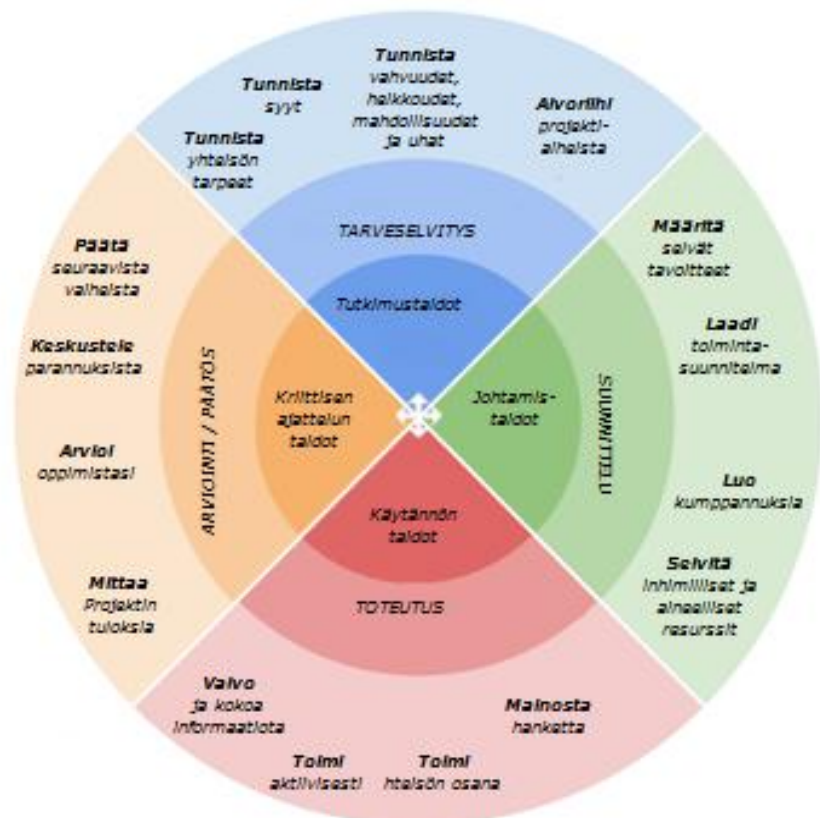 Tunnista
syyt
Tunnista
vahvuudet,
heikkoudet,
mahdollisuudet
ja uhat
Aivoriihi
projekti-
aiheista
Tunnista
yhteisön
tarpeet
TARVESELVITYS
Tutkimustaidot
Määritä
selvät
tavoitteet
Laadi
toiminta-
suunnitelma
Luo
kumppannuksia
Selvitä
inhimilliset ja
aineelliset
resurssit
SUUNNITTELU
Johtamis-
taidot
Käytännön
taidot
TOTEUTUS
Mainosta
hanketta
Toimi
hteisön osana
Toimi
aktiivisesti
Valvo
ja kokoa
informaatiota
Kriittisen
ajattelun
taidot
ARVIOINTI / PÄÄTÖS
Päätä
seuraavista
vaiheista
Keskustele
parannuksista
Arvioi
oppimistasi
Mittaa
Projektin
tuloksia